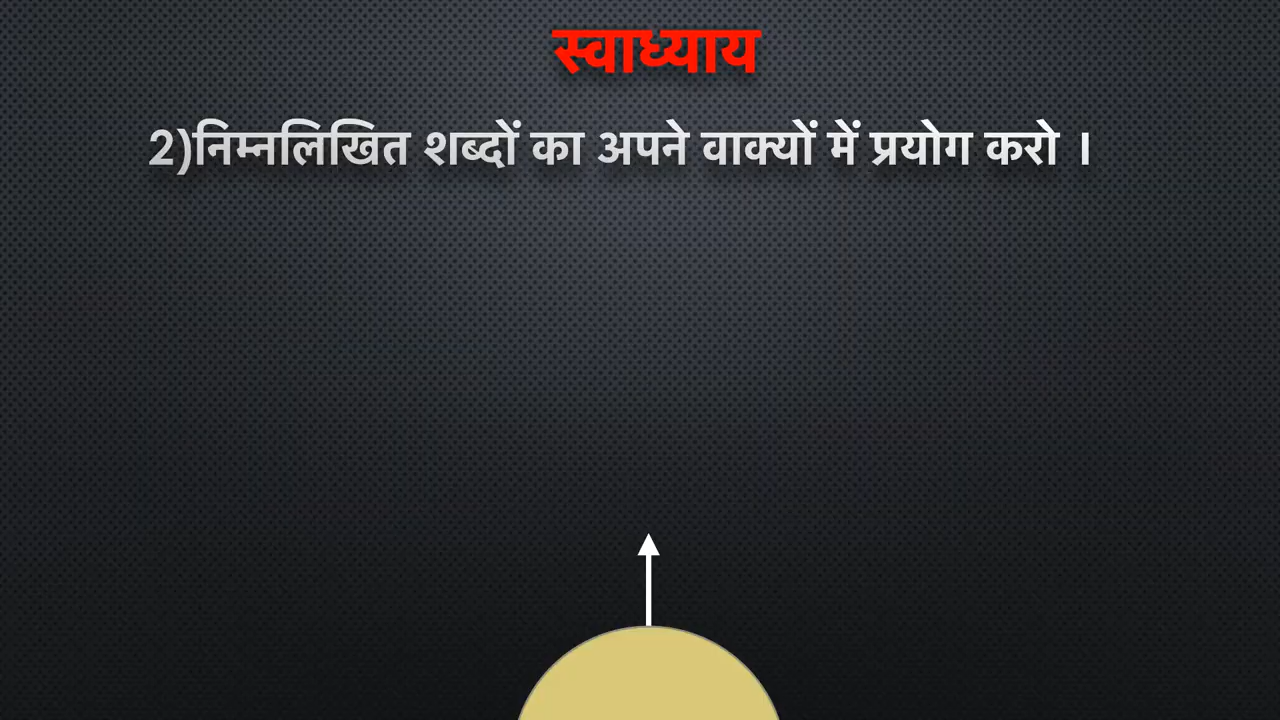 स्वाध्याय
2)निम्नलिखित शब्दों का अपने वाक्यों में प्रयोग करो ।